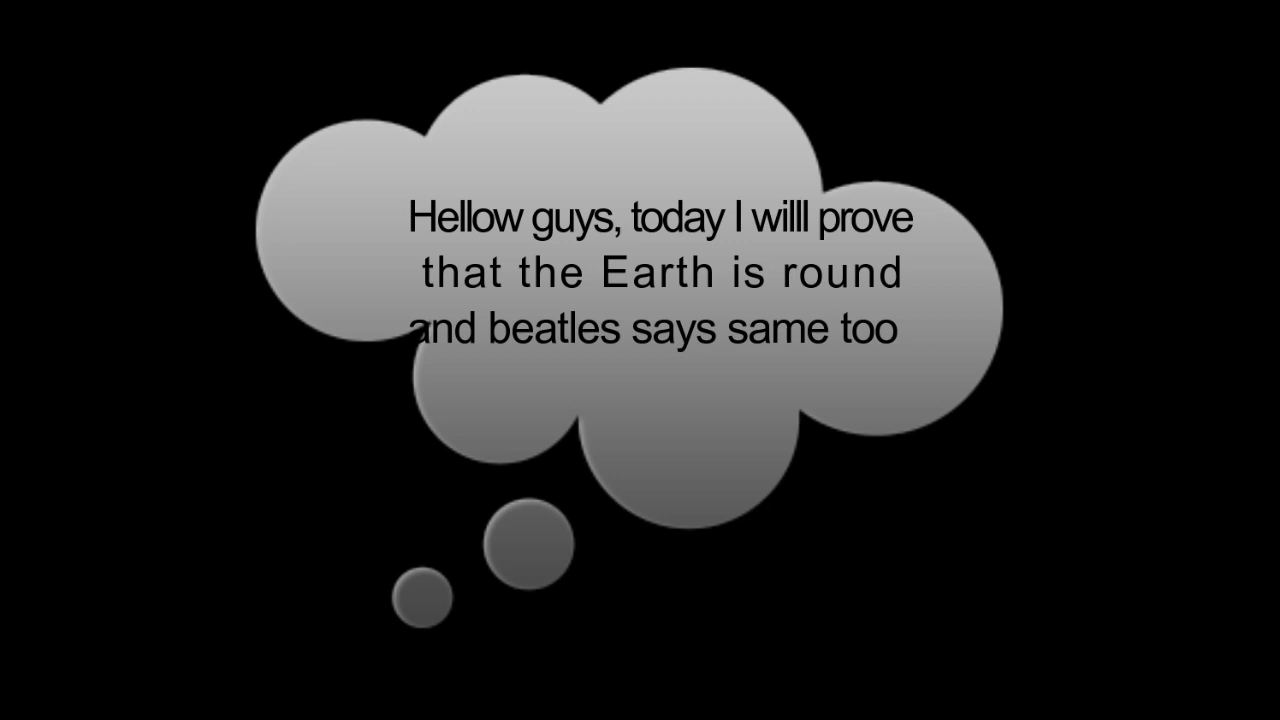 Hellow guys, today I willl prove
that the Earth is round
and beatles says same too